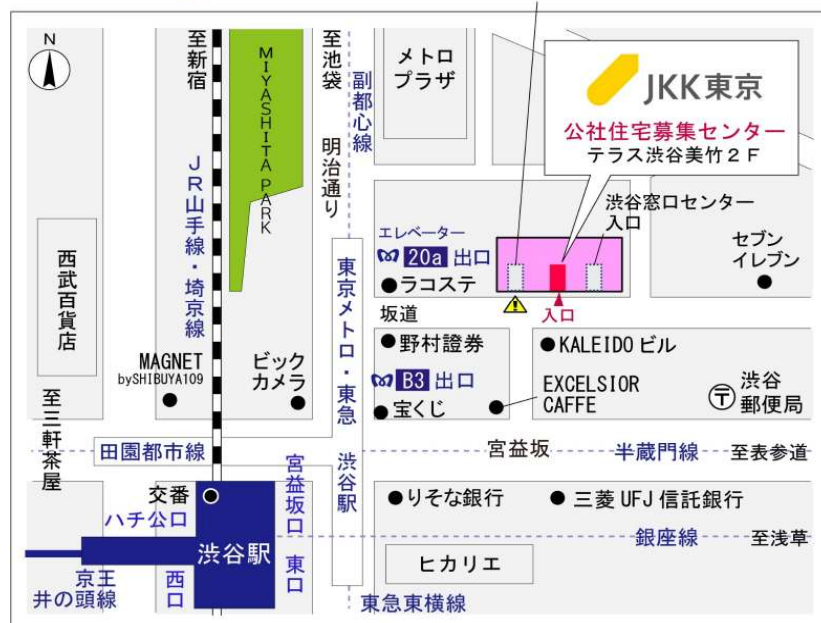 N
至新宿
MIYASHITA PARK
至池袋
明治通り
副都心線
メトロ
プラザ
JKK東京
公社住宅募集センター
テラス渋谷美竹2F
JR山手線・埼京線
西武百貨店
エレベーター
20a 出口
ラコステ
渋谷窓口センター
入口
セブン
イレブン
入口
坂道
東京メトロ・東急 渋谷駅
野村證券
KALEIDO ビル
MAGNET
bySHIBUYA109
ビック
カメラ
B3 出口
宝くじ
EXCELSIOR
CAFFE
〒
渋谷
郵便局
至三軒茶屋
田園都市線
宮益坂
半蔵門線
至表参道
交番
ハチ公口
宮益坂口
りそな銀行
三菱UFJ信託銀行
渋谷駅
銀座線
至浅草
京王
井の頭線
西口
東口
ヒカリエ
東急東横線